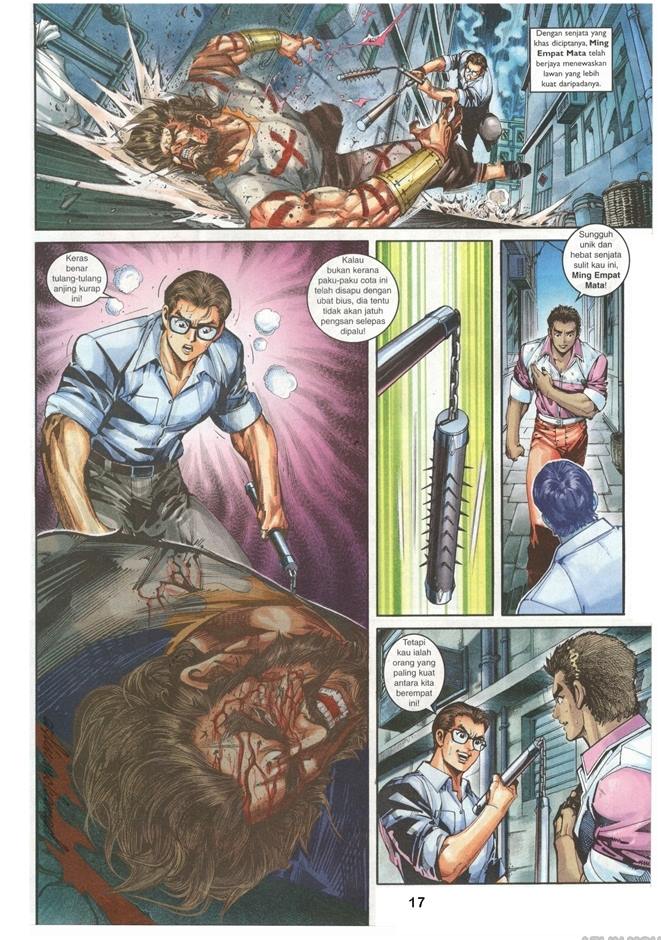 Dengan senjata yang
khas diciptanya, Ming
Empat Mata telah
berjaya menewaskan
lawan yang lebih
kuat daripadanya.
Keras
benar
tulang-tulang
anjing kurap
ini!
Kalau
bukan kerana
paku-paku cota ini
telah disapu dengan
ubat bius, dia tentu
tidak akan jatuh
pengsan selepas
dipalu!
Sungguh
unik dan
hebat senjata
sulit kau ini,
Ming Empat
Mata!
Tetapi
kau ialah
orang yang
paling kuat
antara kita
berempat
ini!
17